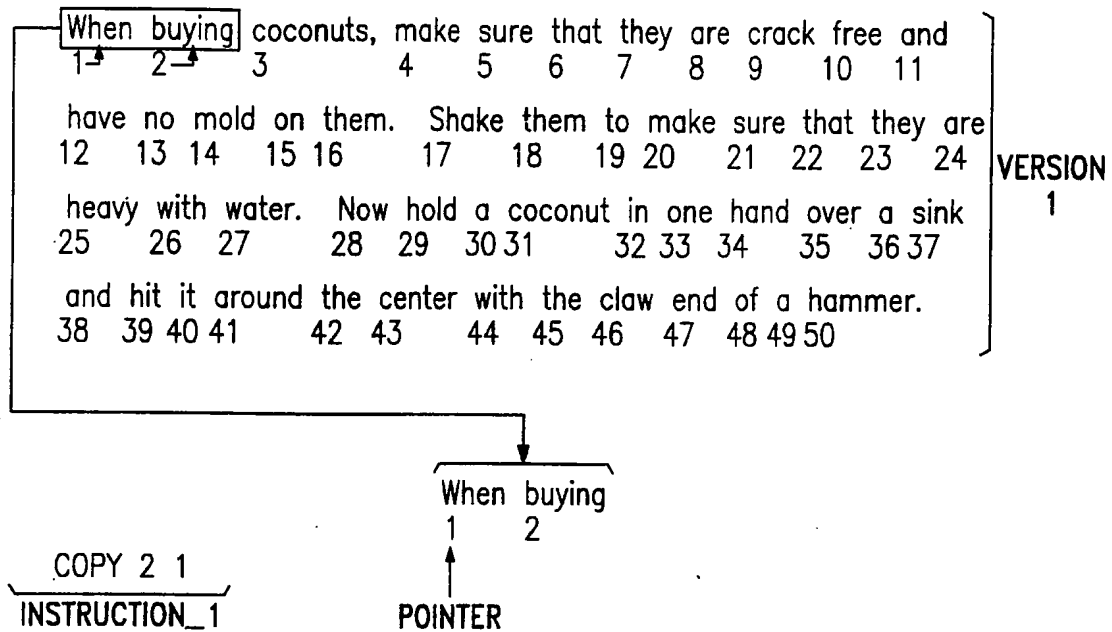 When buying coconuts, make sure that they are crack free and
1 2 3 4 5 6 7 8 9 10 11
have no mold on them. Shake them to make sure that they are
12 13 14 15 16 17 18 19 20 21 22 23 24
VERSION
1
heavy with water. Now hold a coconut in one hand over a sink
25 26 27 28 29 30 31 32 33 34 35 36 37
and hit it around the center with the claw end of a hammer.
38 39 40 41 42 43 44 45 46 47 48 49 50
When buying
1 2
COPY 2 1
INSTRUCTION_1
POINTER